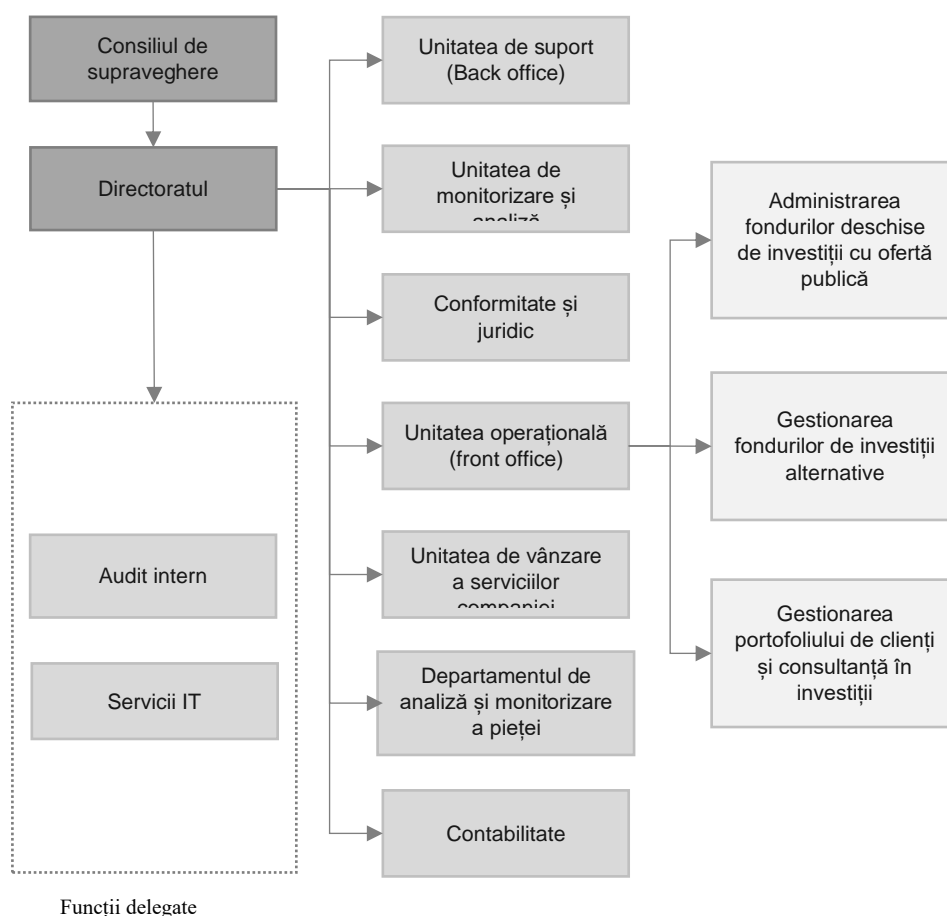 Consiliul de
supraveghere
Directoratul
Audit intern
Servicii IT
Funcții delegate
Unitatea de suport
(Back office)
Unitatea de
monitorizare și
analiză
Conformitate și
juridic
Unitatea operațională
(front office)
Unitatea de vânzare
a serviciilor
companiei
Departamentul de
analiză și monitorizare
a pieței
Contabilitate
Administrarea
fondurilor deschise
de investiții cu ofertă
publică
Gestionarea
fondurilor de investiții
alternative
Gestionarea
portofoliului de clienți
și consultanță în
investiții